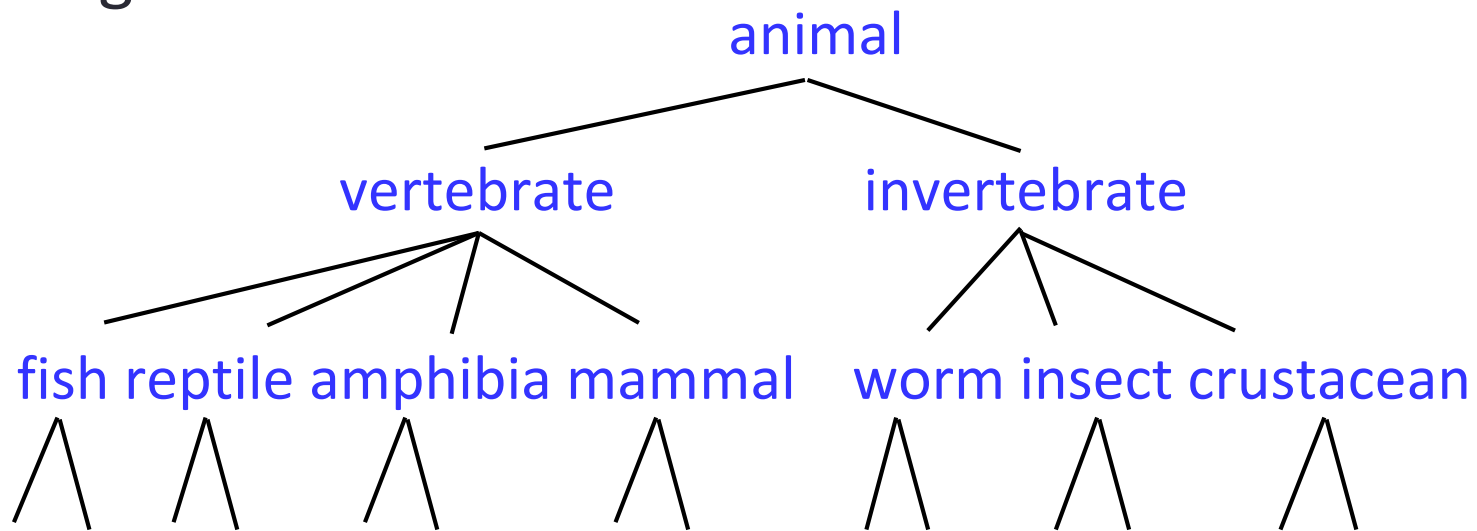 animal
vertebrate invertebrate
fish reptile amphibia mammal worm insect crustacean